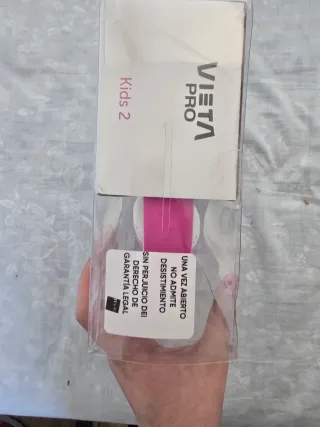 VIETA
PRO
Kids 2
UNA VEZ ABIERTO
NO ADMITE
DESISTIMIENTO
SIN PERJUICIO DEL
DERECHO DE
GARANTÍA LEGAL